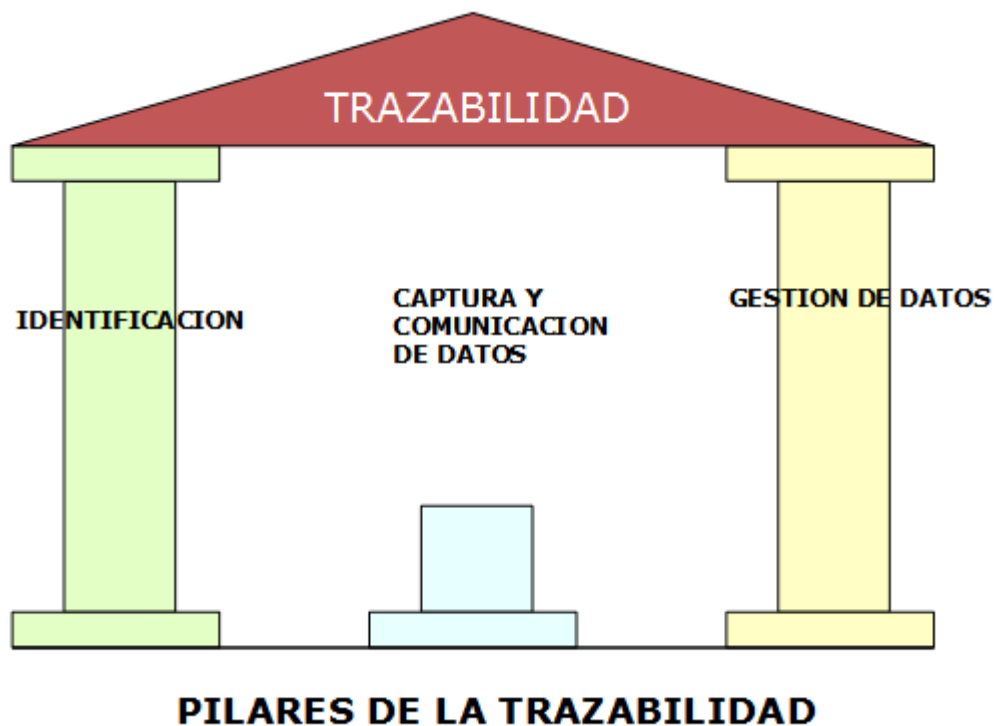 TRAZABILIDAD
IDENTIFICACION
CAPTURA Y
COMUNICACION
DE DATOS
GESTION DE DATOS
PILARES DE LA TRAZABILIDAD